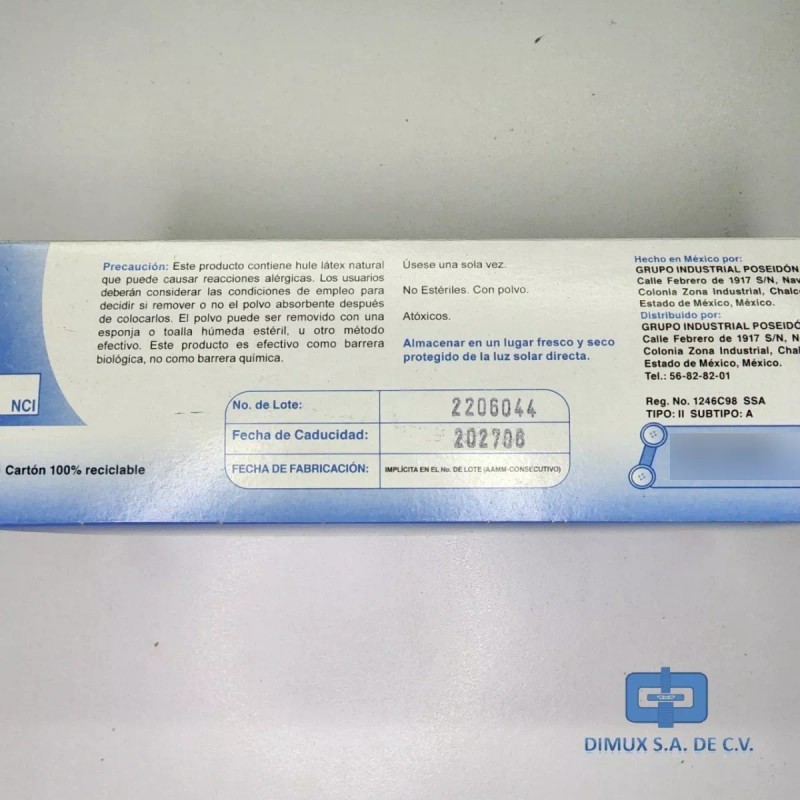 Precaución: Este producto contiene hule látex natural
que puede causar reacciones alérgicas. Los usuarios
deberán considerar las condiciones de empleo para
decidir si remover o no el polvo absorbente después
de colocarlos. El polvo puede ser removido con una
esponja o toalla húmeda estéril, u otro método
efectivo. Este producto es efectivo como barrera
biológica, no como barrera química.
Úsese una sola vez.
No Estériles. Con polvo.
Atóxicos.
Almacenar en un lugar fresco y seco
protegido de la luz solar directa.
Hecho en México por:
GRUPO INDUSTRIAL POSEIDÓN
Calle Febrero de 1917 S/N, Nav
Colonia Zona Industrial, Chalco
Estado de México, México.
Distribuido por:
GRUPO INDUSTRIAL POSEIDÓ
Calle Febrero de 1917 S/N, N
Colonia Zona Industrial, Chal
Estado de México, México.
Tel.: 56-82-82-01
Reg. No. 1246C98 SSA
TIPO: II SUBTIPO: A
NCI
Cartón 100% reciclable
No. de Lote: 2206044
Fecha de Caducidad: 202706
FECHA DE FABRICACIÓN: IMPLÍCITA EN EL No. DE LOTE (AAMM-CONSECUTIVO)
DIMUX S.A. DE C.V.